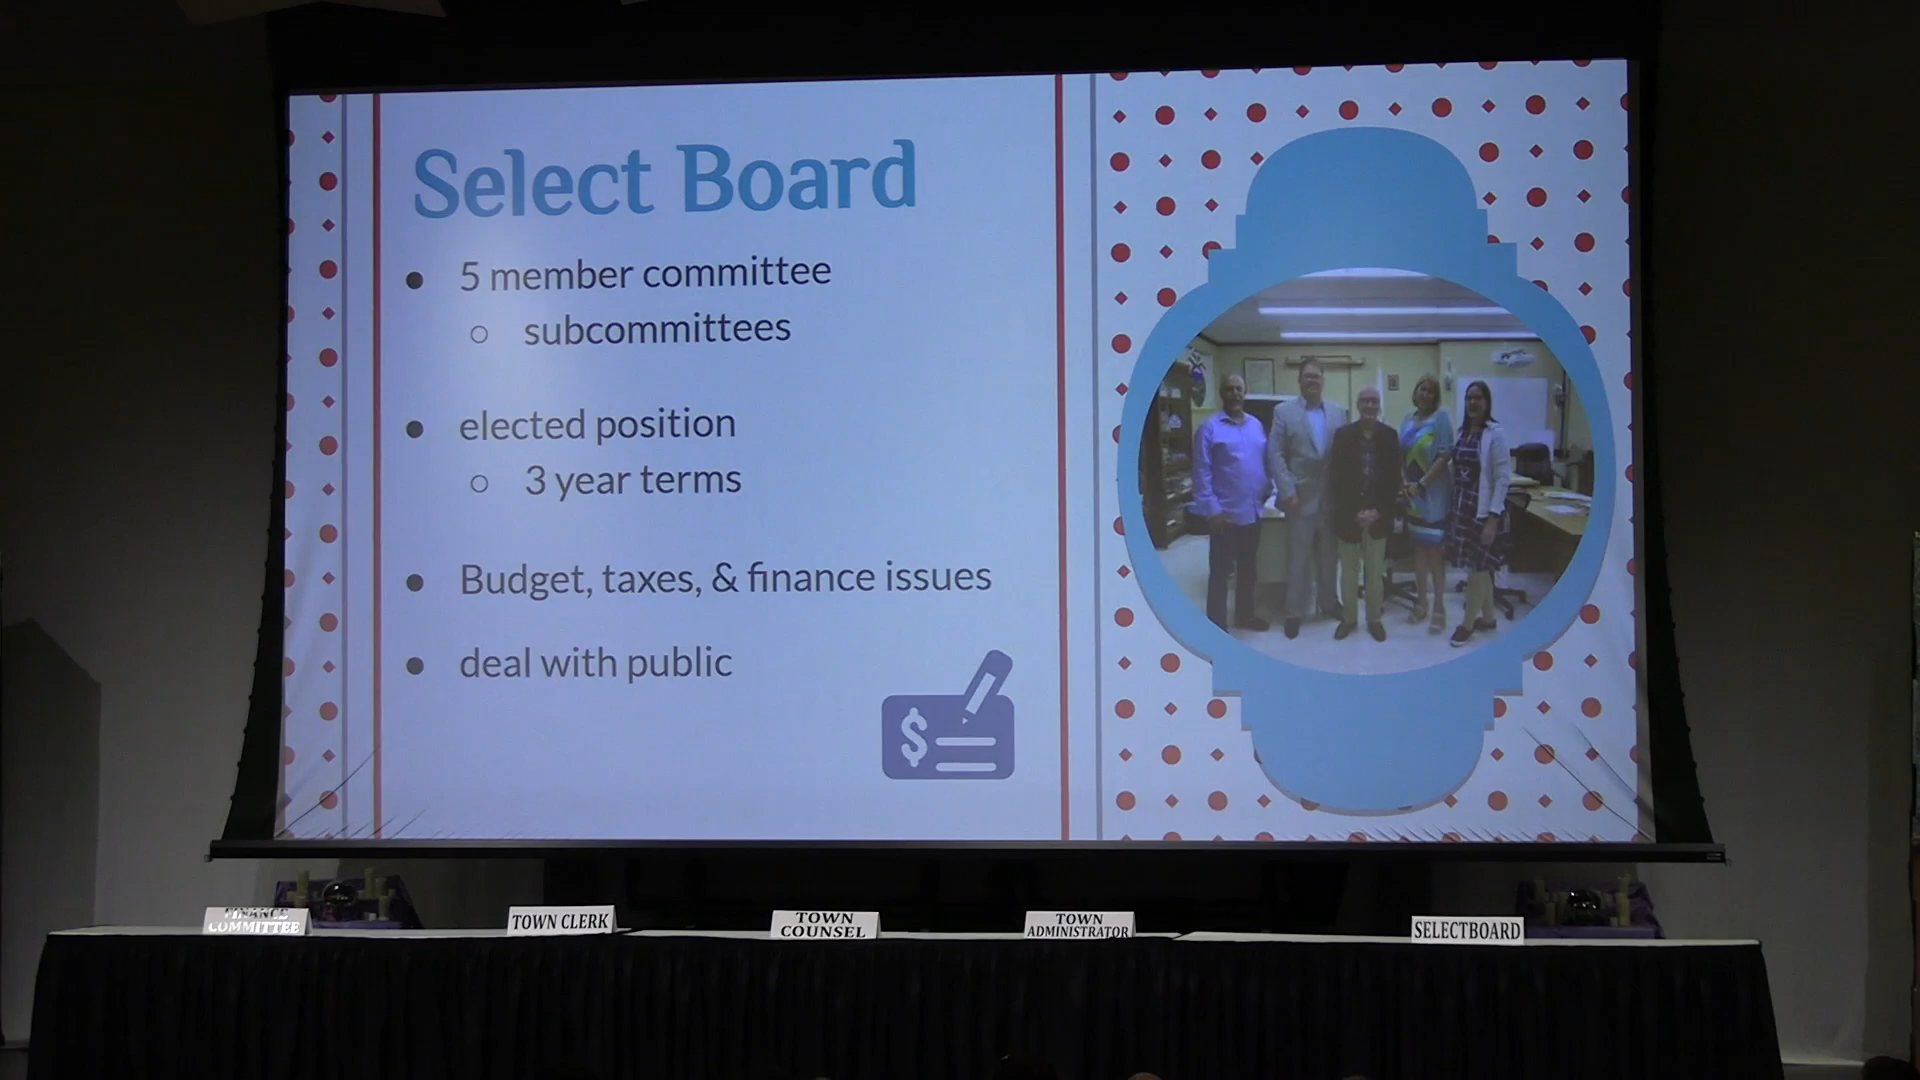 Select Board
● 5 member committee
○ subcommittees
● elected position
○ 3 year terms
● Budget, taxes, & finance issues
● deal with public
$
FINANCE
COMMITTEE
TOWN CLERK
TOWN
COUNSEL
TOWN
ADMINISTRATOR
SELECTBOARD